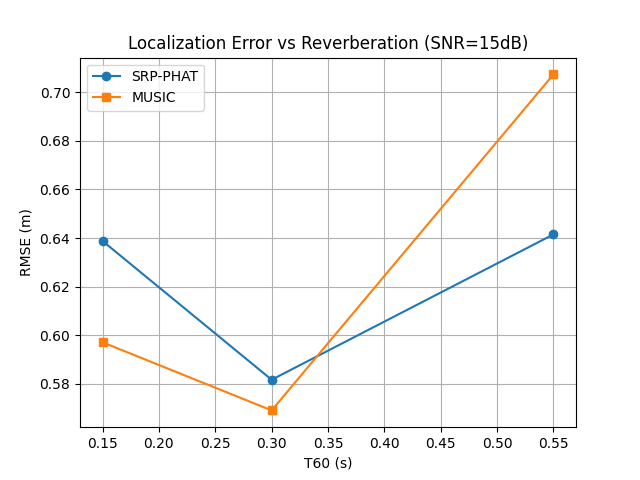 Localization Error vs Reverberation (SNR=15dB)
SRP-PHAT
MUSIC
RMSE (m)
0.70
0.68
0.66
0.64
0.62
0.60
0.58
0.15 0.20 0.25 0.30 0.35 0.40 0.45 0.50 0.55
T60 (s)